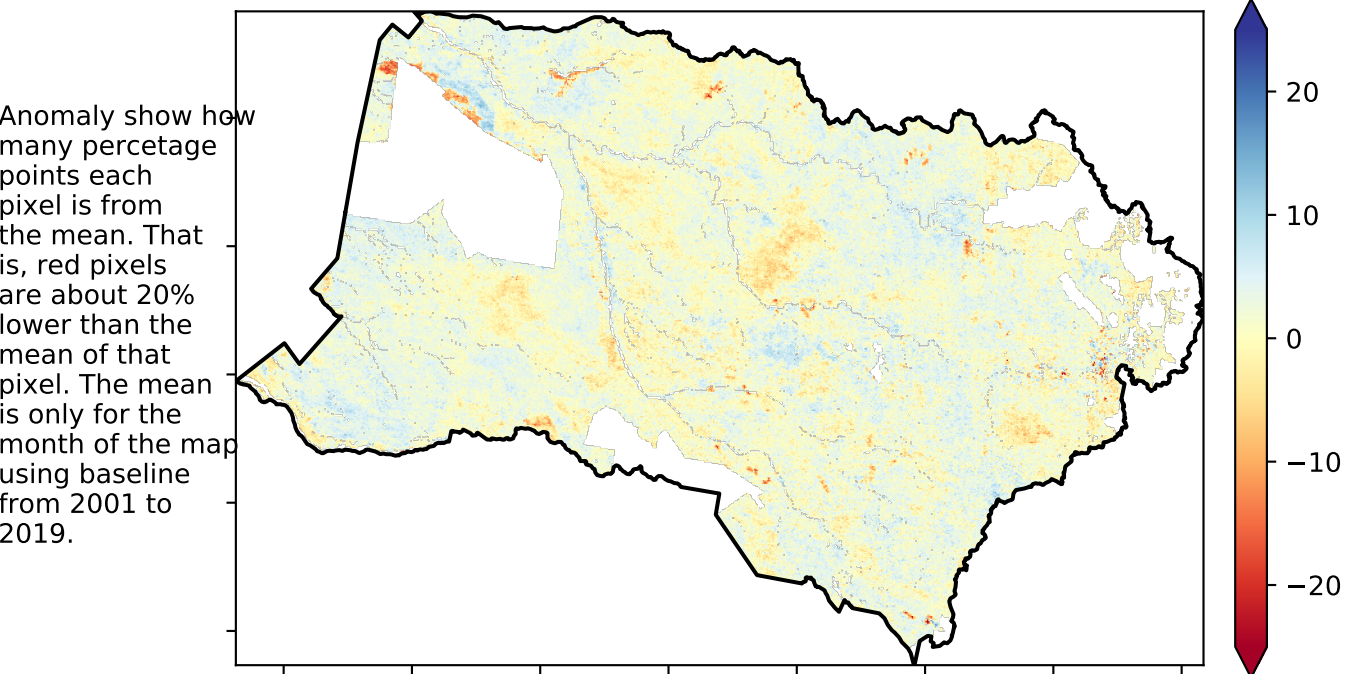 Anomaly show how
many percetage
points each
pixel is from
the mean. That
is, red pixels
are about 20%
lower than the
mean of that
pixel. The mean
is only for the
month of the map
using baseline
from 2001 to
2019.
20
10
0
−10
−20